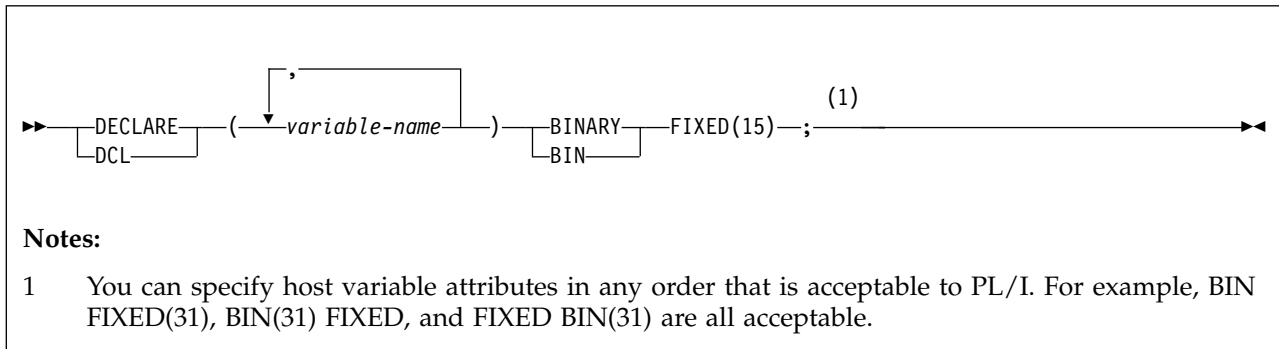 ,
(1)
DECLARE ( variable-name ) BINARY FIXED(15) ;
DCL BIN
Notes:
1 You can specify host variable attributes in any order that is acceptable to PL/I. For example, BIN
FIXED(31), BIN(31) FIXED, and FIXED BIN(31) are all acceptable.